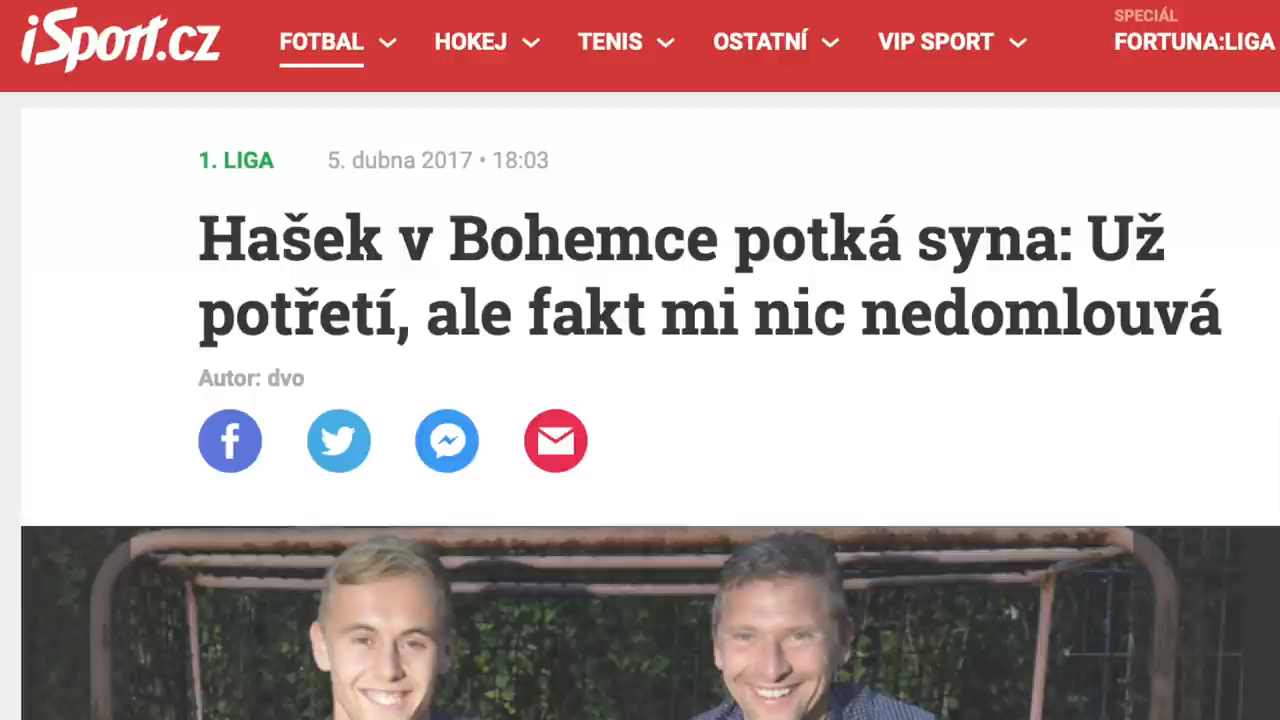 iSport.cz
FOTBAL HOKEJ TENIS OSTATNÍ VIP SPORT
SPECIÁL
FORTUNA:LIGA
1. LIGA 5. dubna 2017 • 18:03
Hašek v Bohemce potká syna: Už
potřetí, ale fakt mi nic nedomlouvá
Autor: dvo